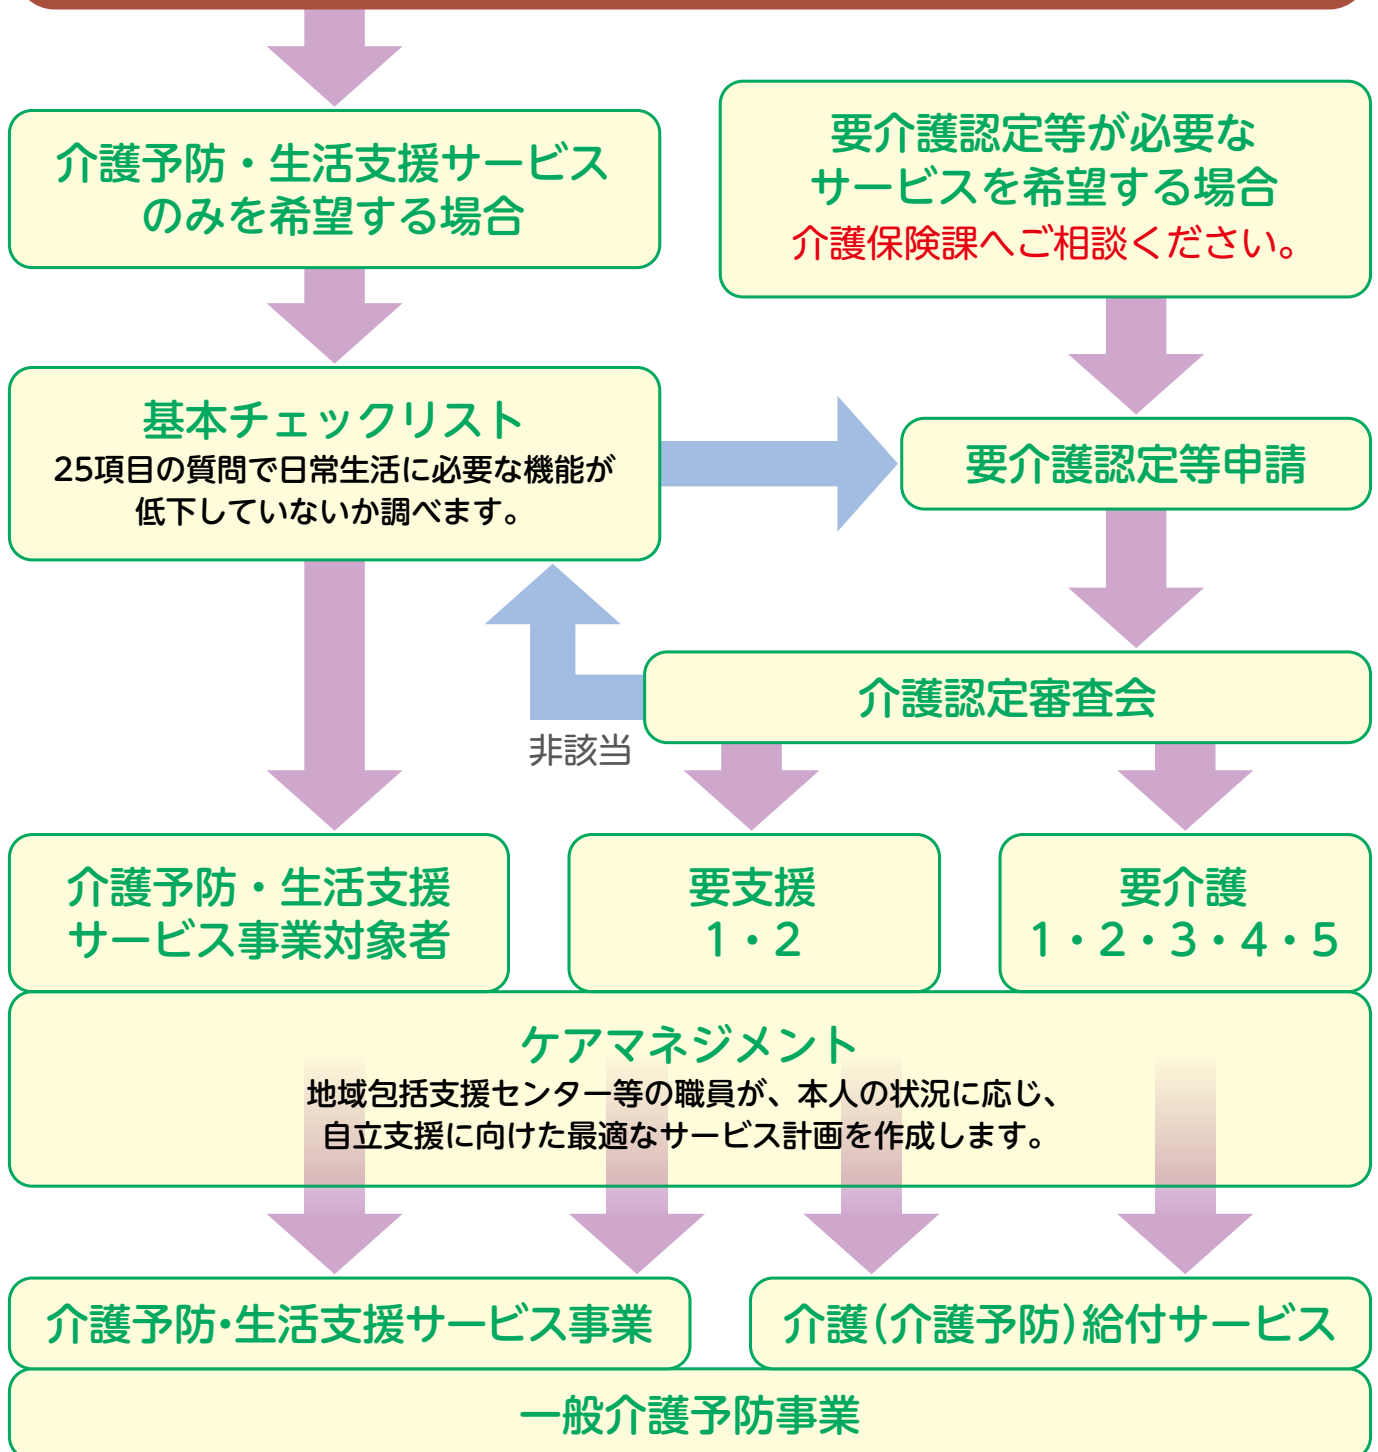 介護予防・生活支援サービス
のみを希望する場合
要介護認定等が必要な
サービスを希望する場合
介護保険課へご相談ください。
基本チェックリスト
25項目の質問で日常生活に必要な機能が
低下していないか調べます。
要介護認定等申請
介護認定審査会
非該当
介護予防・生活支援
サービス事業対象者
要支援
1・2
要介護
1・2・3・4・5
ケアマネジメント
地域包括支援センター等の職員が、本人の状況に応じ、
自立支援に向けた最適なサービス計画を作成します。
介護予防・生活支援サービス事業
介護(介護予防)給付サービス
一般介護予防事業